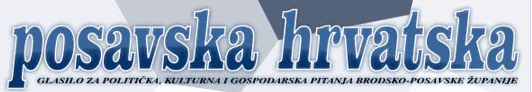 posavska hrvatska
GLASILO ZA POLITIČKA, KULTURNA I GOSPODARSKA PITANJA BRODSKO-POSAVSKE ŽUPANIJE